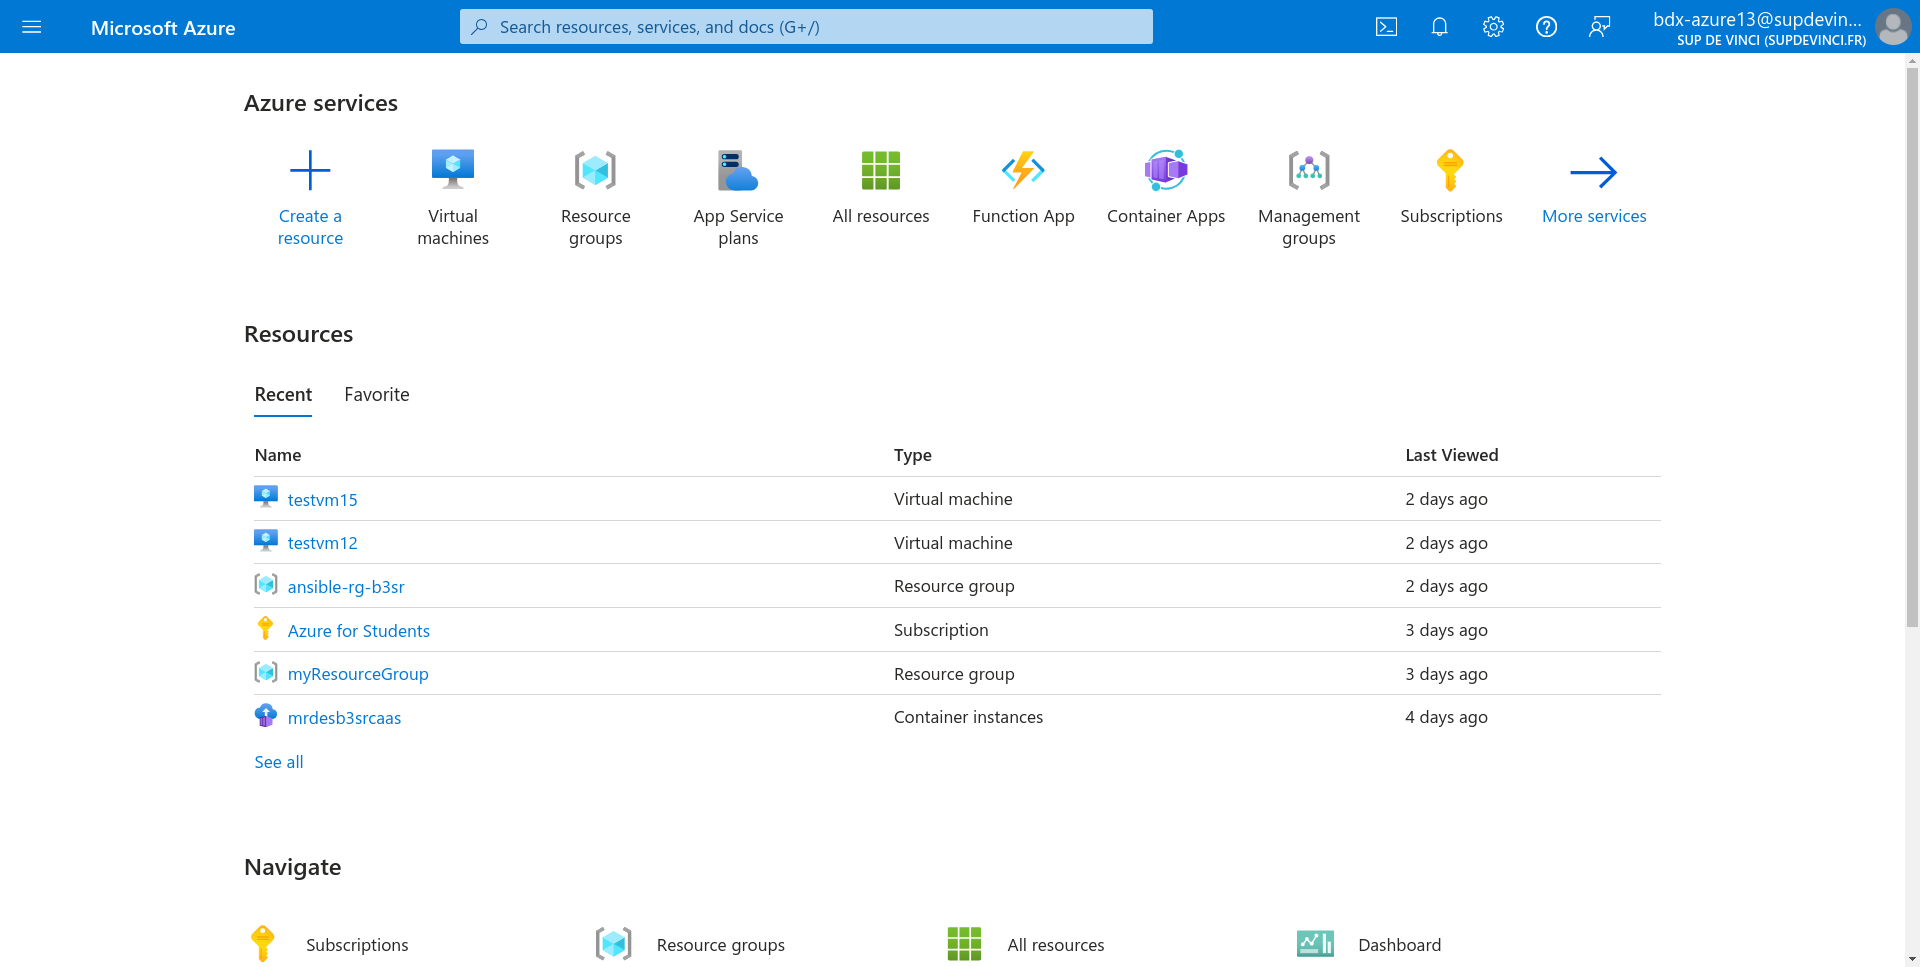 Microsoft Azure
Search resources, services, and docs (G+/)
bdx-azure13@supdevin...
SUP DE VINCI (SUPDEVINCI.FR)
Azure services
Create a
resource
Virtual
machines
Resource
groups
App Service
plans
All resources
Function App
Container Apps
Management
groups
Subscriptions
More services
Resources
Recent
Favorite
Name Type Last Viewed
testvm15 Virtual machine 2 days ago
testvm12 Virtual machine 2 days ago
ansible-rg-b3sr Resource group 2 days ago
Azure for Students Subscription 3 days ago
myResourceGroup Resource group 3 days ago
mrdesb3srcaas Container instances 4 days ago
See all
Navigate
Subscriptions Resource groups All resources Dashboard